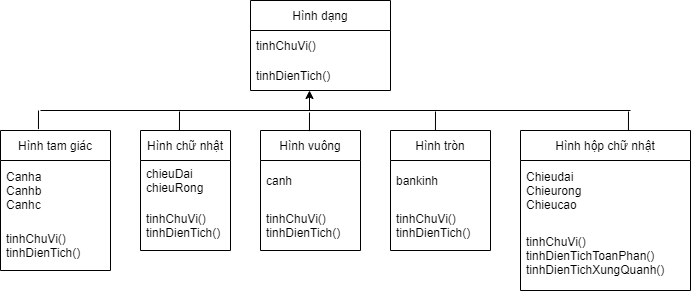 Hình dạng
tinhChuVi()
tinhDienTich()
Hình tam giác
Canha
Canhb
Canhc
tinhChuVi()
tinhDienTich()
Hình chữ nhật
chieuDai
chieuRong
tinhChuVi()
tinhDienTich()
Hình vuông
canh
tinhChuVi()
tinhDienTich()
Hình tròn
bankinh
tinhChuVi()
tinhDienTich()
Hình hộp chữ nhật
Chieudai
Chieurong
Chieucao
tinhChuVi()
tinhDienTichToanPhan()
tinhDienTichXungQuanh()